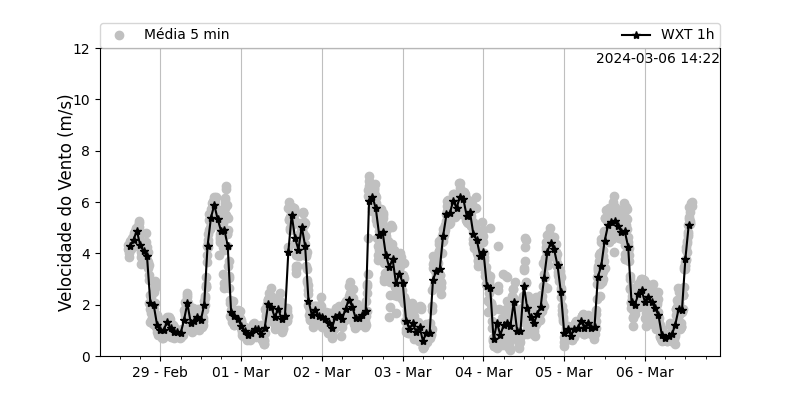 Média 5 min
WXT 1h
2024-03-06 14:22
Velocidade do Vento (m/s)
12
10
8
6
4
2
0
29 - Feb
01 - Mar
02 - Mar
03 - Mar
04 - Mar
05 - Mar
06 - Mar